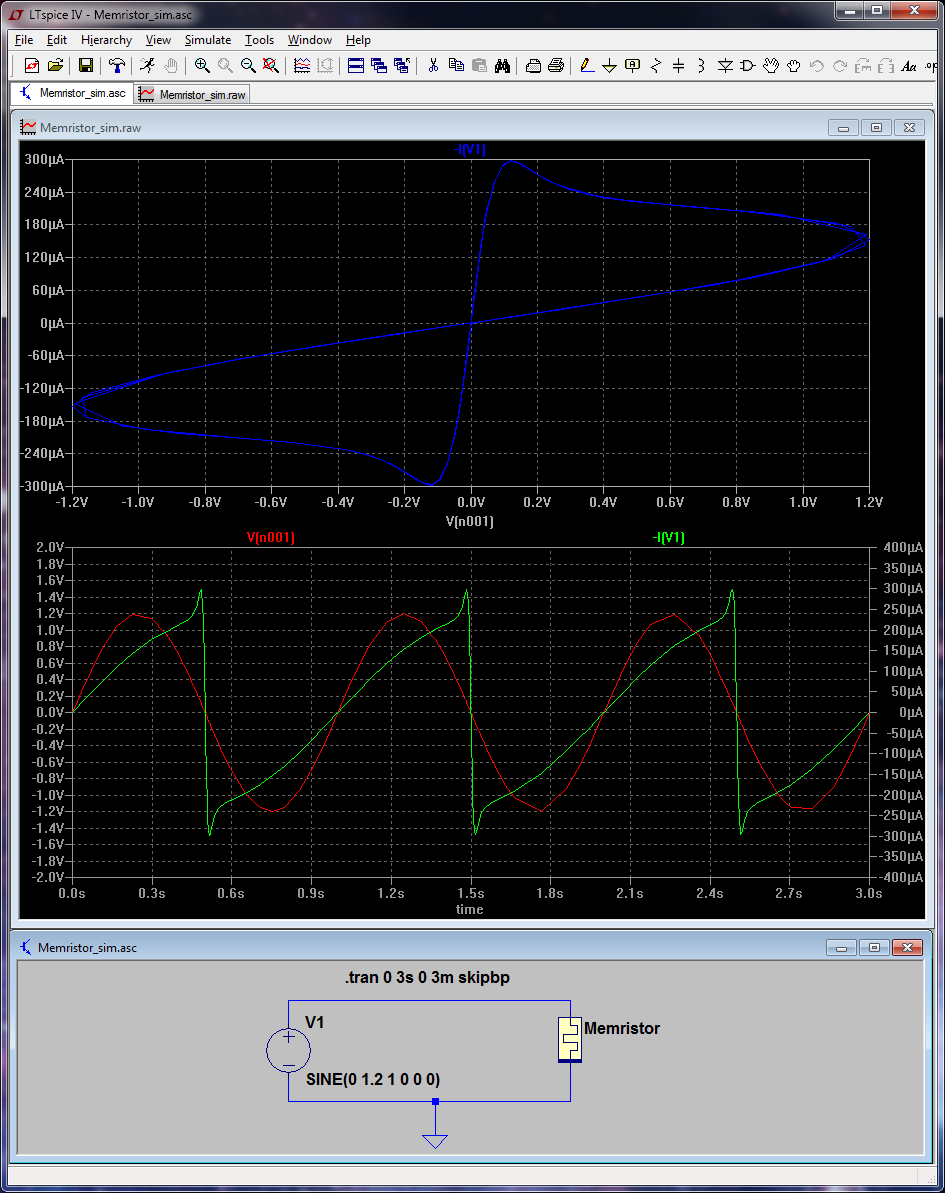 LTspice IV - Memristor_sim.asc
File Edit Hierarchy View Simulate Tools Window Help
Memristor_sim.asc Memristor_sim.raw
Memristor_sim.raw
-I(V1)
300µA
240µA
180µA
120µA
60µA
0µA
-60µA
-120µA
-180µA
-240µA
-300µA
-1.2V -1.0V -0.8V -0.6V -0.4V -0.2V 0.0V 0.2V 0.4V 0.6V 0.8V 1.0V 1.2V
V(n001)
V(n001) -I(V1)
2.0V 400µA
1.8V 350µA
1.6V 300µA
1.4V 250µA
1.2V 200µA
1.0V 150µA
0.8V 100µA
0.6V 50µA
0.4V 0µA
0.2V -50µA
0.0V -100µA
-0.2V -150µA
-0.4V -200µA
-0.6V -250µA
-0.8V -300µA
-1.0V -350µA
-1.2V -400µA
-1.4V
-1.6V
-1.8V
-2.0V
0.0s 0.3s 0.6s 0.9s 1.2s 1.5s 1.8s 2.1s 2.4s 2.7s 3.0s
time
Memristor_sim.asc
.tran 0 3s 0 3m skipbp
V1
Memristor
SINE(0 1.2 1 0 0 0)